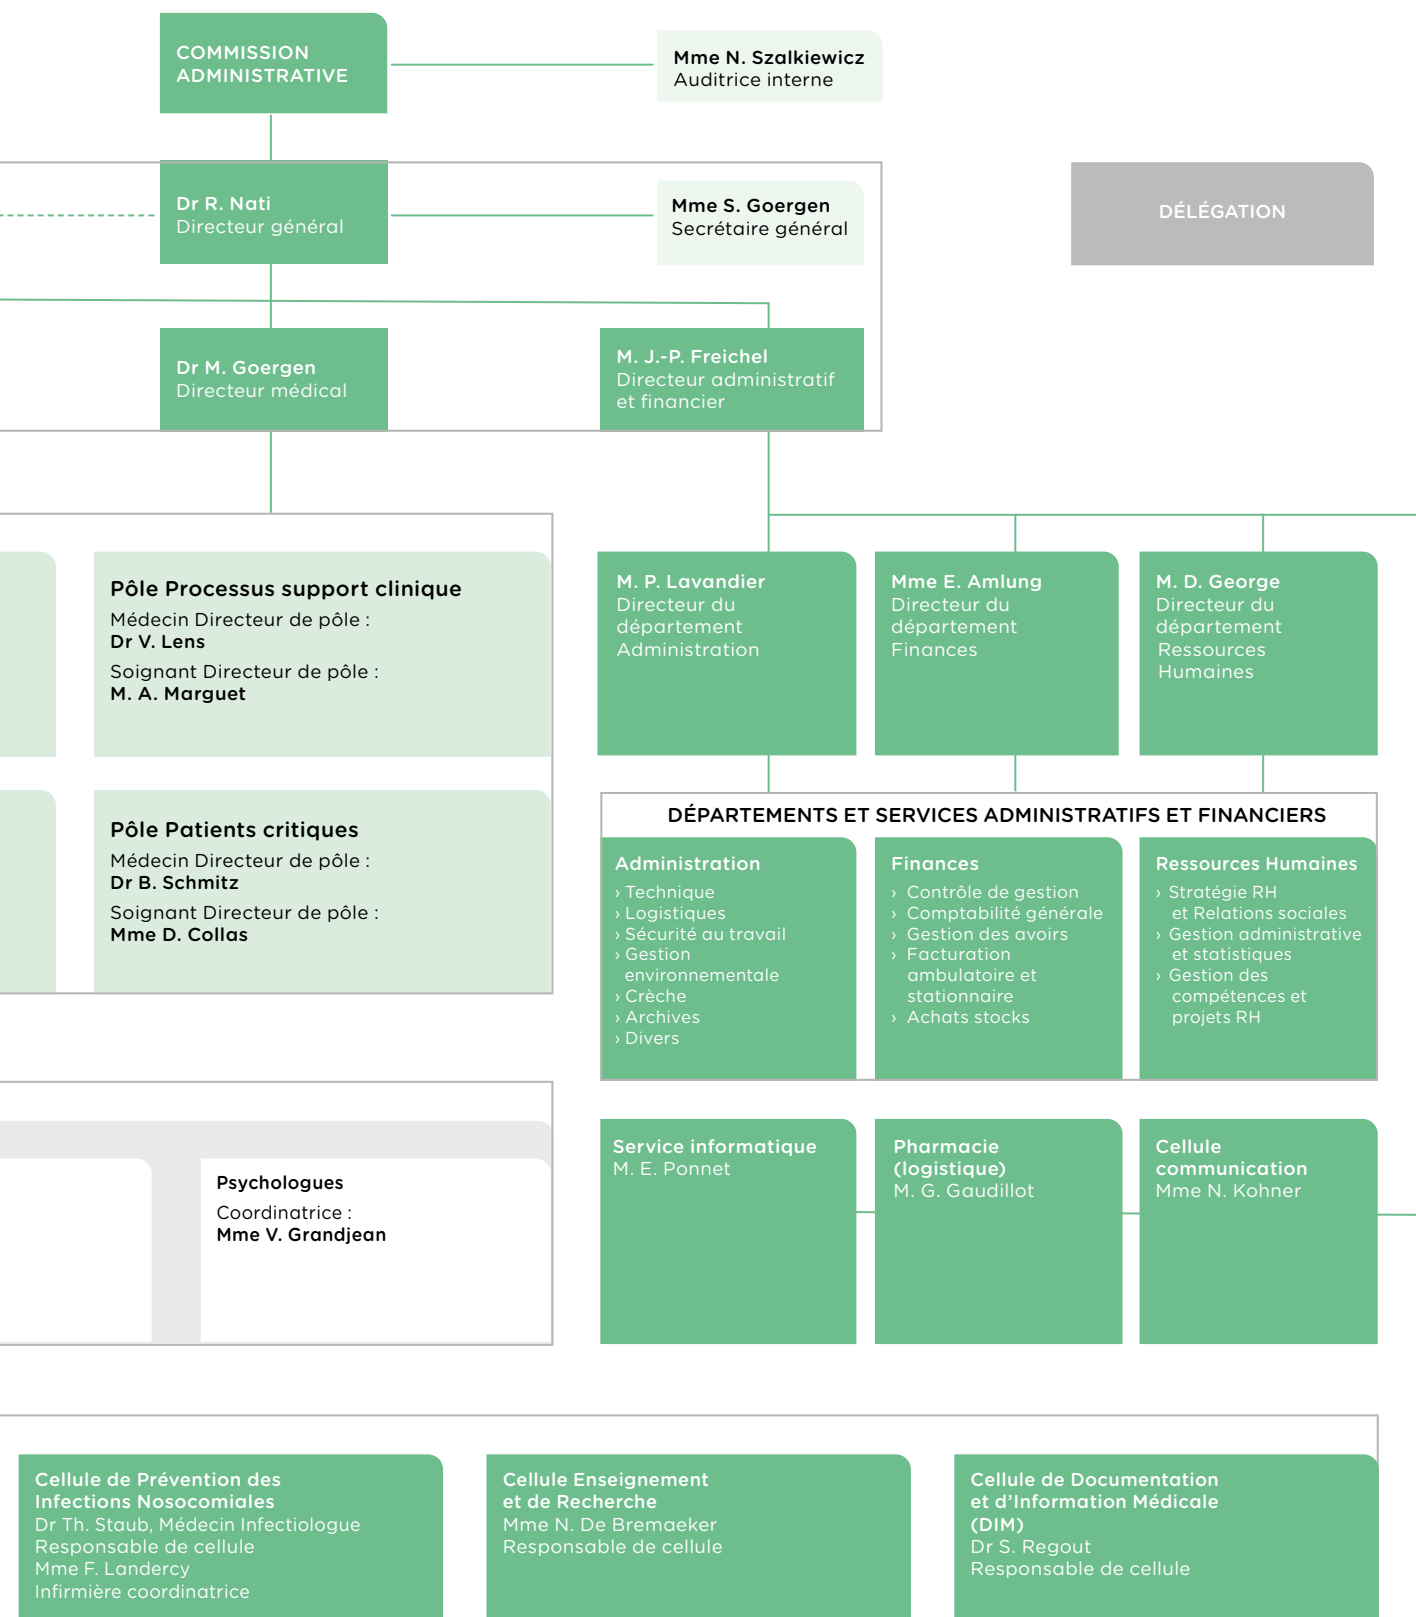 COMMISSION
ADMINISTRATIVE
Mme N. Szalkiewicz
Auditrice interne
Dr R. Nati
Directeur général
Mme S. Goergen
Secrétaire général
DÉLÉGATION
Dr M. Goergen
Directeur médical
M. J.-P. Freichel
Directeur administratif
et financier
Pôle Processus support clinique
Médecin Directeur de pôle :
Dr V. Lens
Soignant Directeur de pôle :
M. A. Marguet
M. P. Lavandier
Directeur du
département
Administration
Mme E. Amlung
Directeur du
département
Finances
M. D. George
Directeur du
département
Ressources
Humaines
Pôle Patients critiques
Médecin Directeur de pôle :
Dr B. Schmitz
Soignant Directeur de pôle :
Mme D. Collas
DÉPARTEMENTS ET SERVICES ADMINISTRATIFS ET FINANCIERS
Administration
› Technique
› Logistiques
› Sécurité au travail
› Gestion
environnementale
› Crèche
› Archives
› Divers
Finances
› Contrôle de gestion
› Comptabilité générale
› Gestion des avoirs
› Facturation
ambulatoire et
stationnaire
› Achats stocks
Ressources Humaines
› Stratégie RH
et Relations sociales
› Gestion administrative
et statistiques
› Gestion des
compétences et
projets RH
Psychologues
Coordinatrice :
Mme V. Grandjean
Service informatique
M. E. Ponnet
Pharmacie
(logistique)
M. G. Gaudillot
Cellule
communication
Mme N. Kohner
Cellule de Prévention des
Infections Nosocomiales
Dr Th. Staub, Médecin Infectiologue
Responsable de cellule
Mme F. Landercy
Infirmière coordinatrice
Cellule Enseignement
et de Recherche
Mme N. De Bremaeker
Responsable de cellule
Cellule de Documentation
et d'Information Médicale
(DIM)
Dr S. Regout
Responsable de cellule